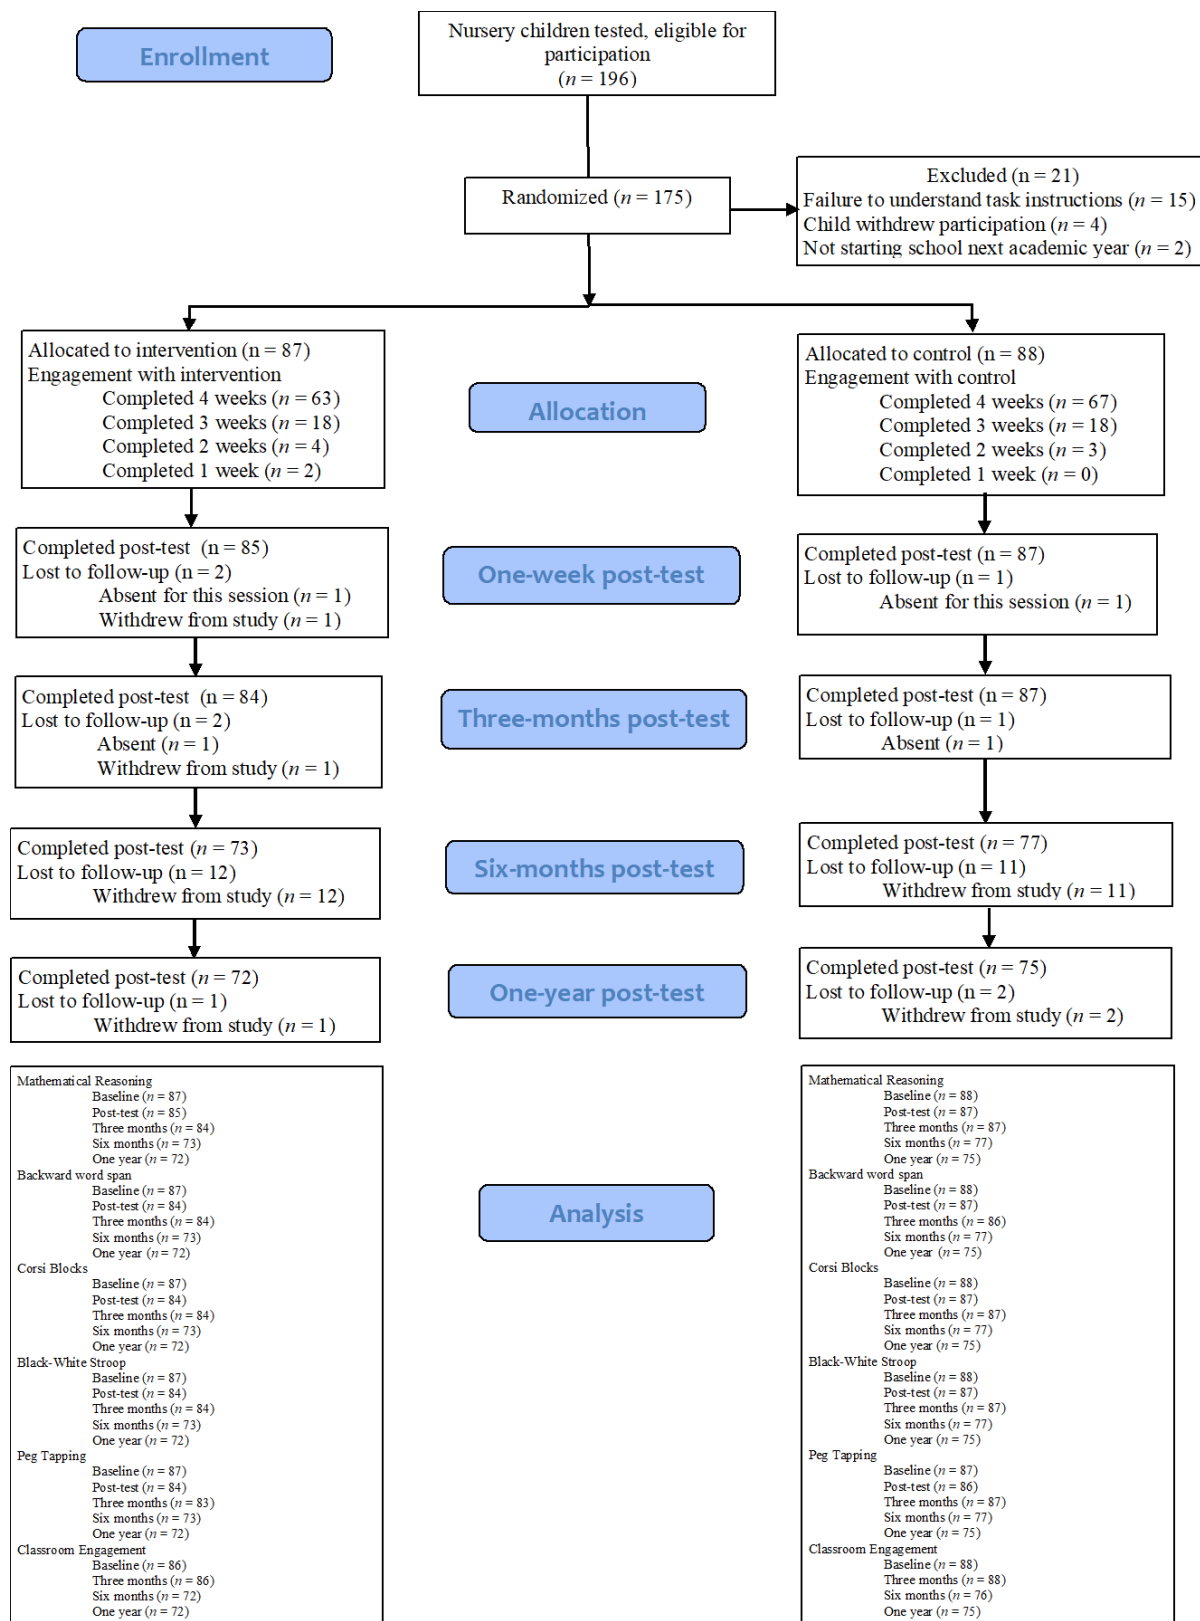 Enrollment
Nursery children tested, eligible for
participation
(n = 196)
Randomized (n = 175)
Excluded (n = 21)
Failure to understand task instructions (n = 15)
Child withdrew participation (n = 4)
Not starting school next academic year (n = 2)
Allocated to intervention (n = 87)
Engagement with intervention
Completed 4 weeks (n = 63)
Completed 3 weeks (n = 18)
Completed 2 weeks (n = 4)
Completed 1 week (n = 2)
Allocation
Allocated to control (n = 88)
Engagement with control
Completed 4 weeks (n = 67)
Completed 3 weeks (n = 18)
Completed 2 weeks (n = 3)
Completed 1 week (n = 0)
Completed post-test (n = 85)
Lost to follow-up (n = 2)
Absent for this session (n = 1)
Withdrew from study (n = 1)
One-week post-test
Completed post-test (n = 87)
Lost to follow-up (n = 1)
Absent for this session (n = 1)
Completed post-test (n = 84)
Lost to follow-up (n = 2)
Absent (n = 1)
Withdrew from study (n = 1)
Three-months post-test
Completed post-test (n = 87)
Lost to follow-up (n = 1)
Absent (n = 1)
Completed post-test (n = 73)
Lost to follow-up (n = 12)
Withdrew from study (n = 12)
Six-months post-test
Completed post-test (n = 77)
Lost to follow-up (n = 11)
Withdrew from study (n = 11)
Completed post-test (n = 72)
Lost to follow-up (n = 1)
Withdrew from study (n = 1)
One-year post-test
Completed post-test (n = 75)
Lost to follow-up (n = 2)
Withdrew from study (n = 2)
Mathematical Reasoning
Baseline (n = 87)
Post-test (n = 85)
Three months (n = 84)
Six months (n = 73)
One year (n = 72)
Backward word span
Baseline (n = 87)
Post-test (n = 84)
Three months (n = 84)
Six months (n = 73)
One year (n = 72)
Corsi Blocks
Baseline (n = 87)
Post-test (n = 84)
Three months (n = 84)
Six months (n = 73)
One year (n = 72)
Black-White Stroop
Baseline (n = 87)
Post-test (n = 84)
Three months (n = 84)
Six months (n = 73)
One year (n = 72)
Peg Tapping
Baseline (n = 87)
Post-test (n = 84)
Three months (n = 83)
Six months (n = 73)
One year (n = 72)
Classroom Engagement
Baseline (n = 86)
Three months (n = 86)
Six months (n = 72)
One year (n = 72)
Analysis
Mathematical Reasoning
Baseline (n = 88)
Post-test (n = 87)
Three months (n = 87)
Six months (n = 77)
One year (n = 75)
Backward word span
Baseline (n = 88)
Post-test (n = 87)
Three months (n = 86)
Six months (n = 77)
One year (n = 75)
Corsi Blocks
Baseline (n = 88)
Post-test (n = 87)
Three months (n = 87)
Six months (n = 77)
One year (n = 75)
Black-White Stroop
Baseline (n = 88)
Post-test (n = 87)
Three months (n = 87)
Six months (n = 77)
One year (n = 75)
Peg Tapping
Baseline (n = 87)
Post-test (n = 86)
Three months (n = 87)
Six months (n = 77)
One year (n = 75)
Classroom Engagement
Baseline (n = 88)
Three months (n = 88)
Six months (n = 76)
One year (n = 75)